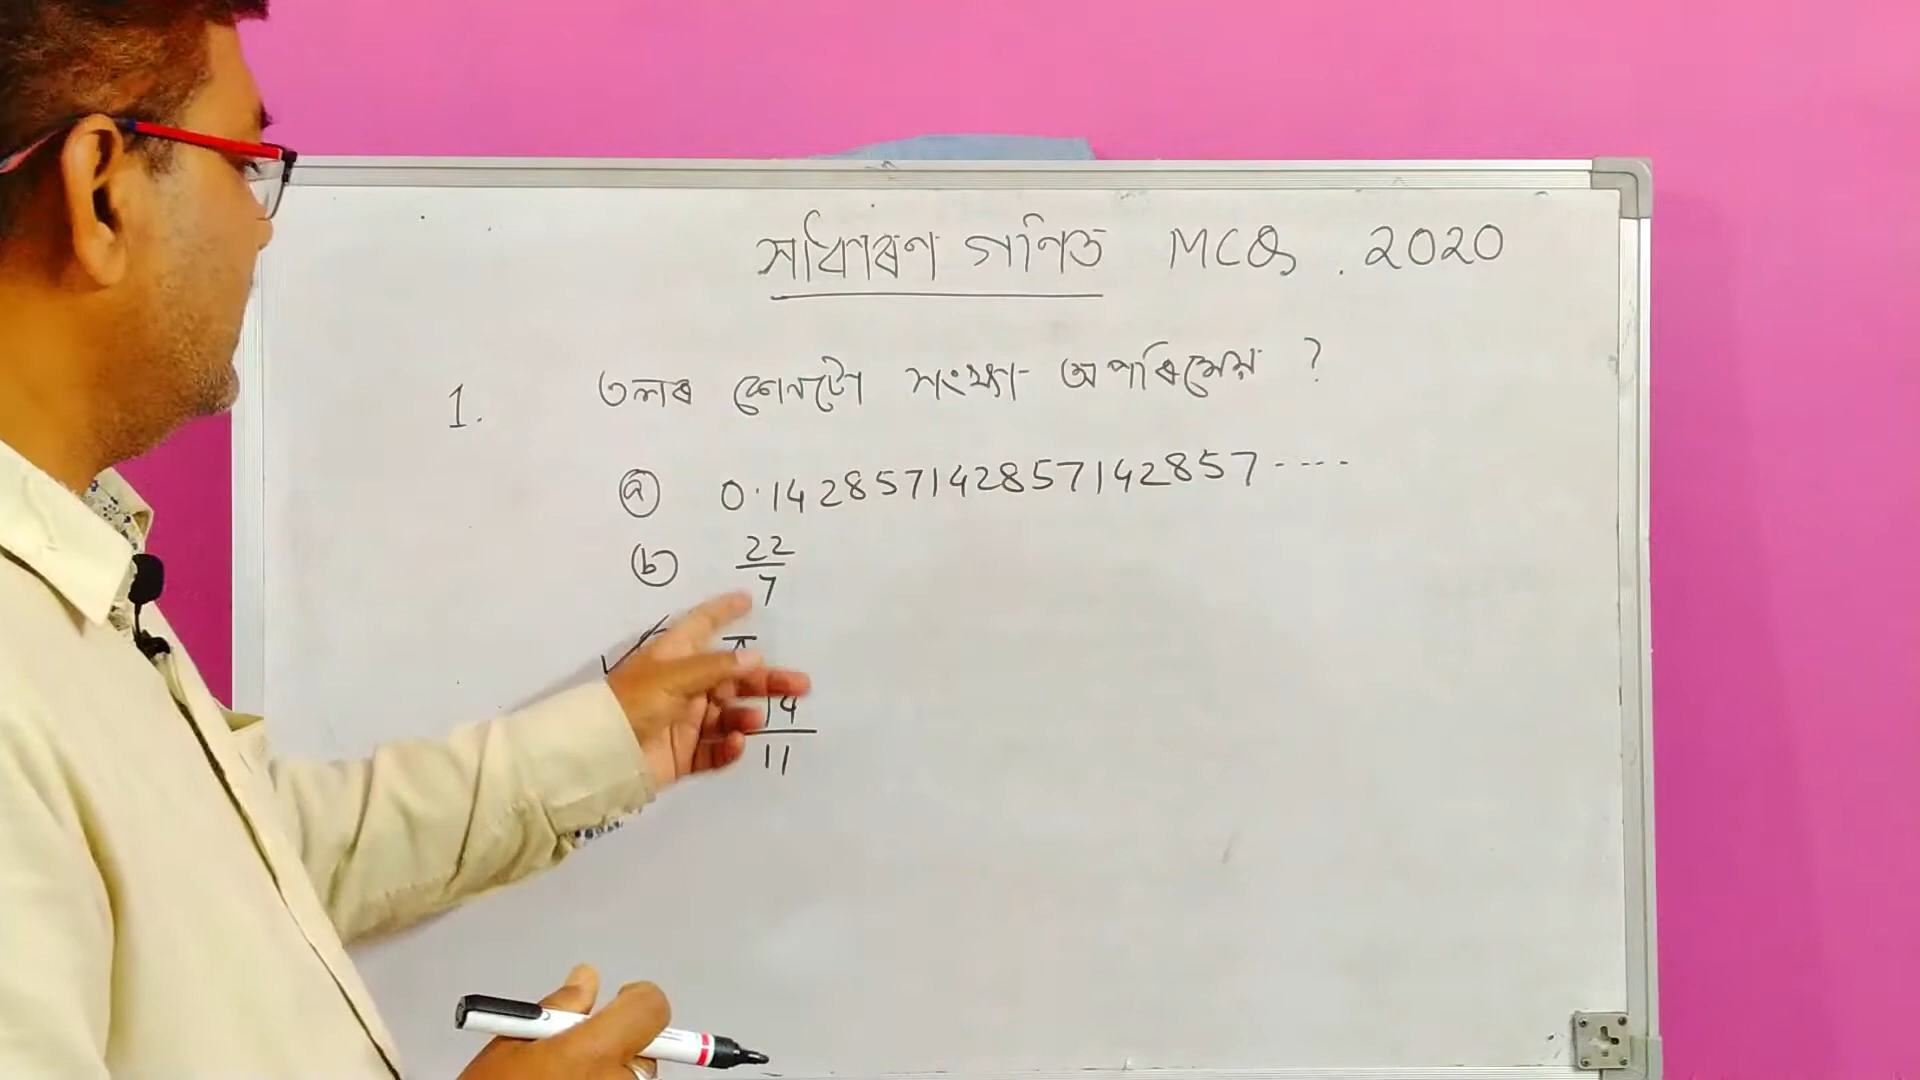 সাধাৰণ গণিত MCQ . 2020
1. তলৰ কোনটো সংখ্যা অপৰিমেয় ?
(a) 0.142857142857142857----
(b) 22/7
✓
14/11